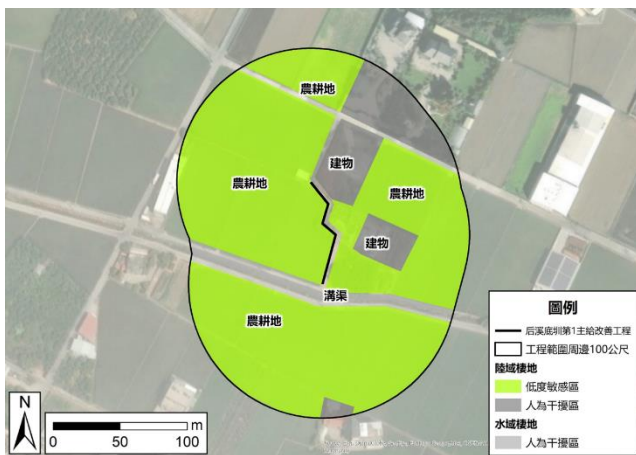 農耕地
建物
農耕地
農耕地
建物
溝渠
農耕地
圖例
后溪底圳第1主給改善工程
工程範圍周邊100公尺
陸域棲地
低度敏感區
人為干擾區
水域棲地
人為干擾區
N
m
0 50 100